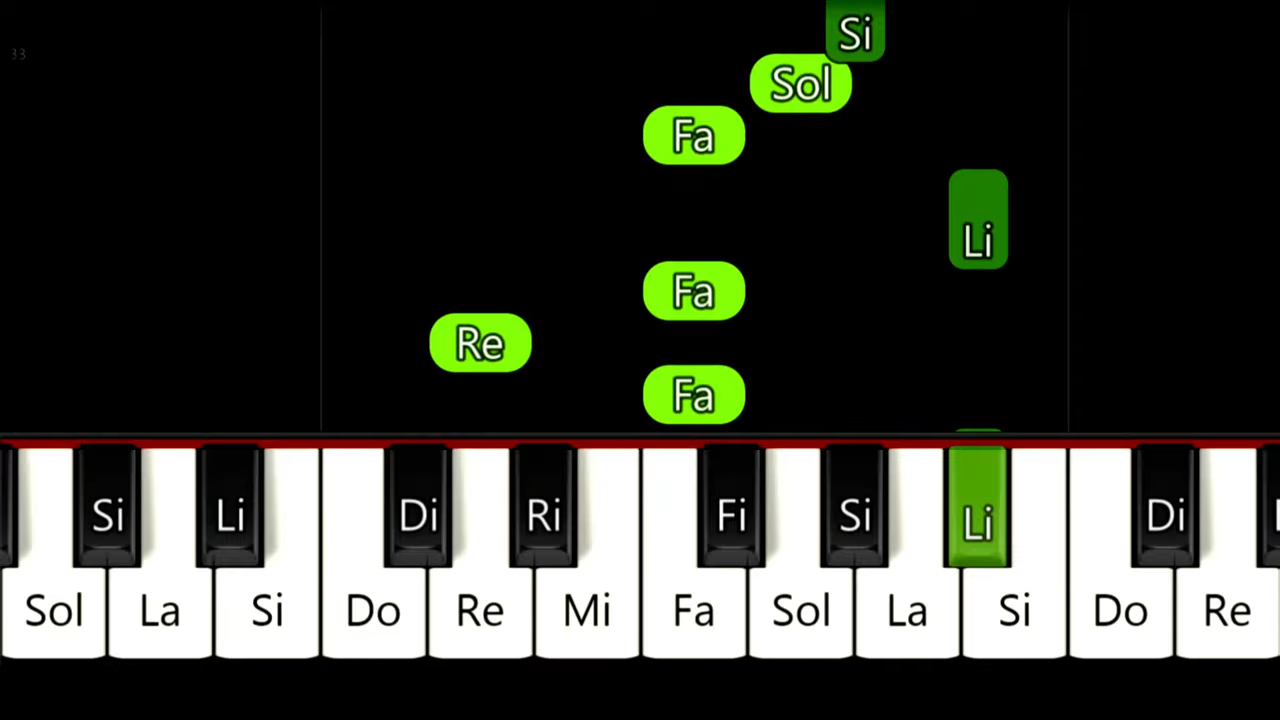 Si
33
Sol
Fa
Li
Fa
Re
Fa
Si Li Di Ri Fi Si Li Di
Sol La Si Do Re Mi Fa Sol La Si Do Re